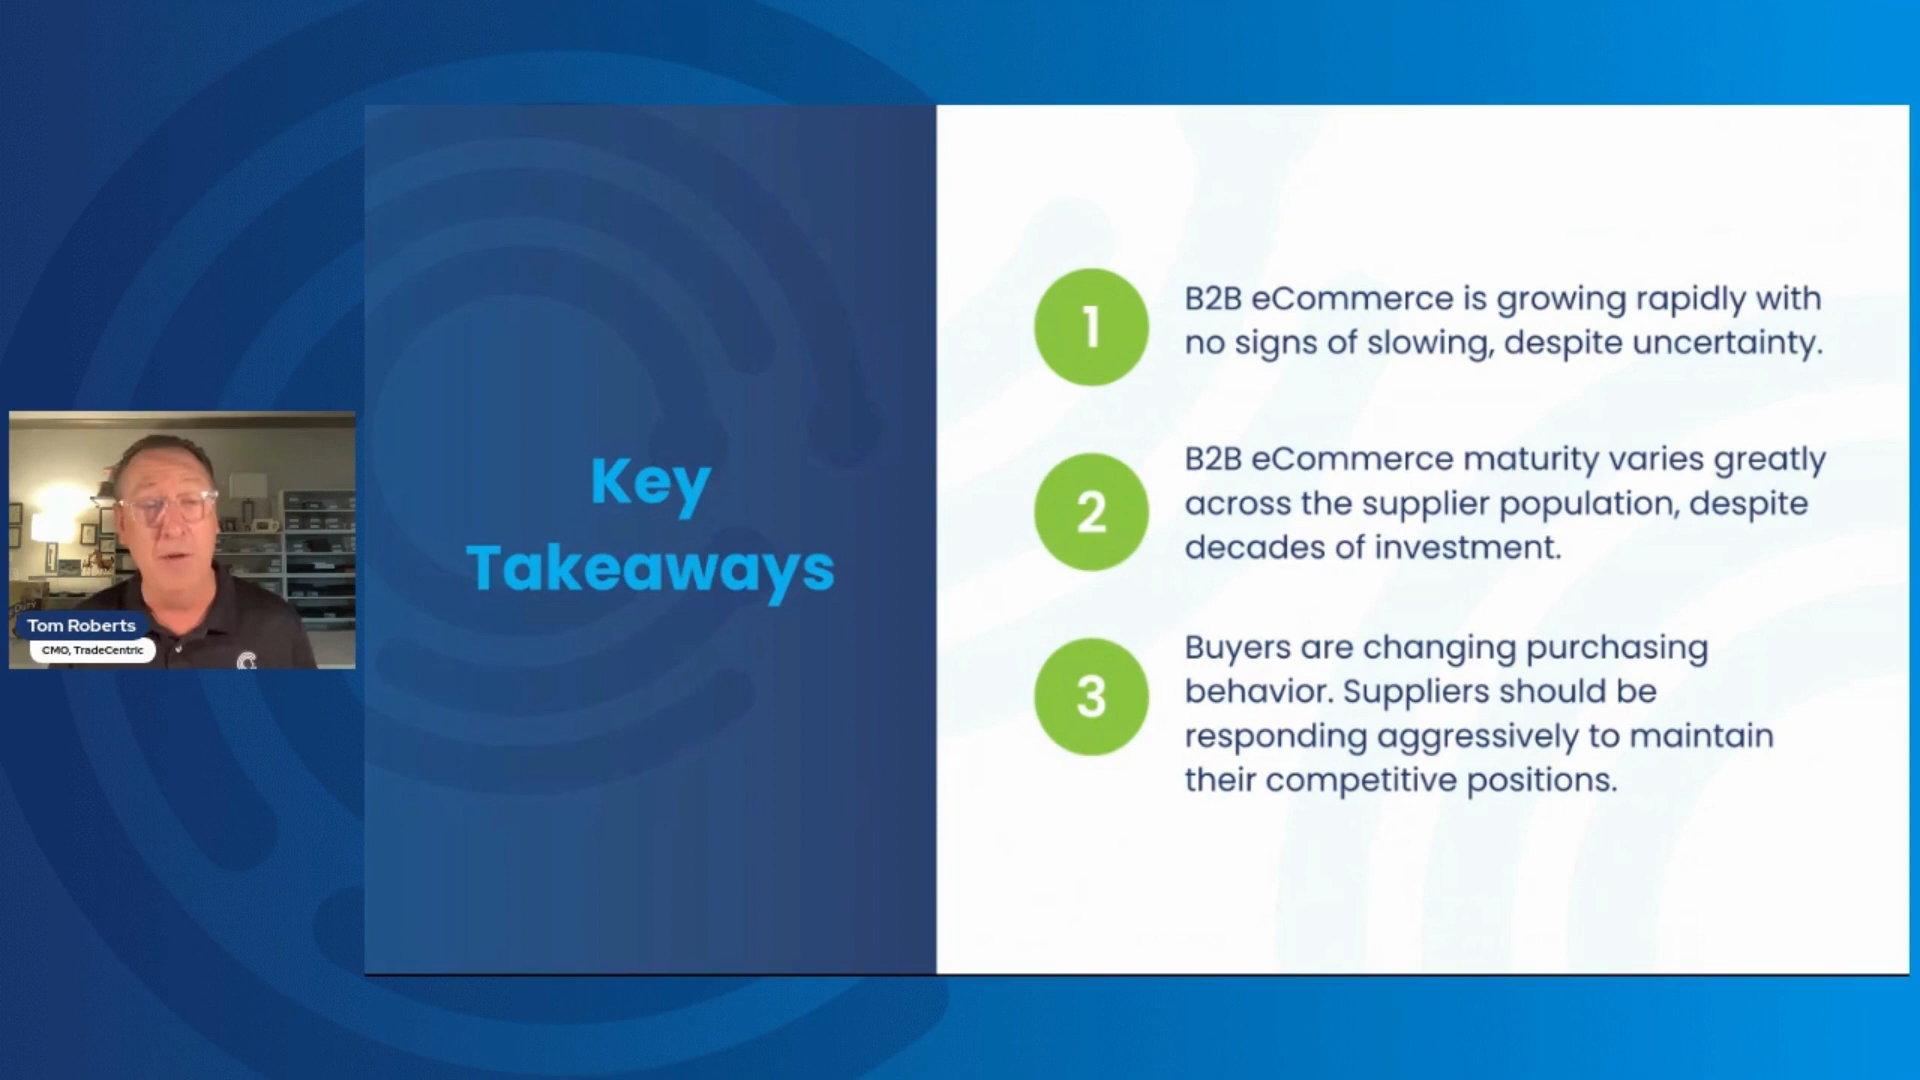 Key
Takeaways
1
B2B eCommerce is growing rapidly with
no signs of slowing, despite uncertainty.
2
B2B eCommerce maturity varies greatly
across the supplier population, despite
decades of investment.
3
Buyers are changing purchasing
behavior. Suppliers should be
responding aggressively to maintain
their competitive positions.
Tom Roberts
CMO, TradeCentric